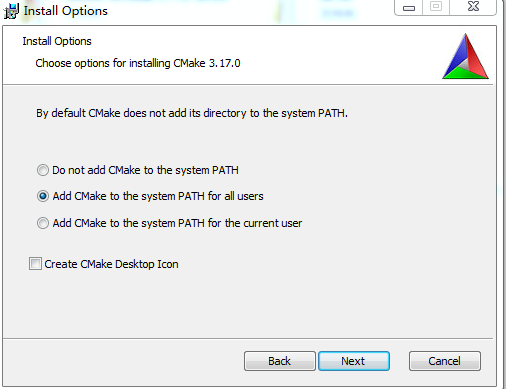 Install Options
Install Options
Choose options for installing CMake 3.17.0
By default CMake does not add its directory to the system PATH.
Do not add CMake to the system PATH
Add CMake to the system PATH for all users
Add CMake to the system PATH for the current user
Create CMake Desktop Icon
Back
Next
Cancel